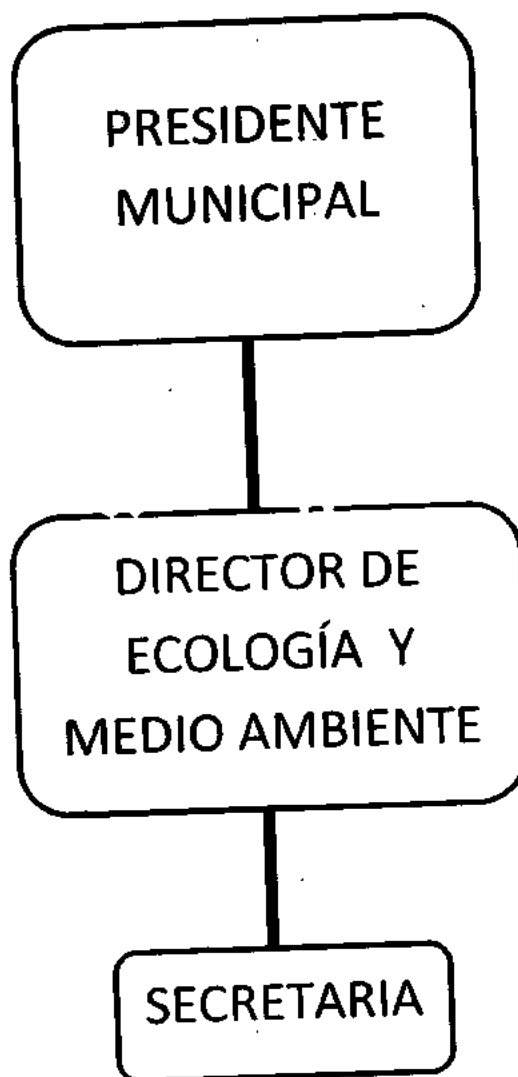 PRESIDENTE
MUNICIPAL
DIRECTOR DE
ECOLOGÍA Y
MEDIO AMBIENTE
SECRETARIA